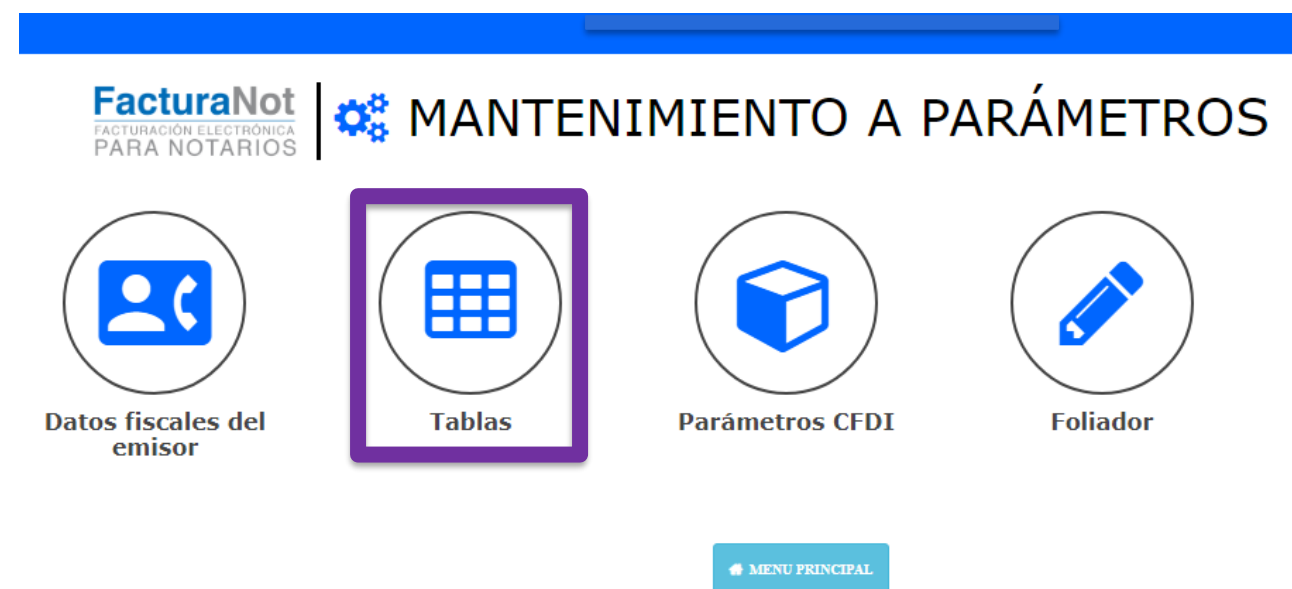 FacturaNot
FACTURACIÓN ELECTRÓNICA
PARA NOTARIOS
MANTENIMIENTO A PARÁMETROS
Datos fiscales del
emisor
Tablas
Parámetros CFDI
Foliador
MENU PRINCIPAL